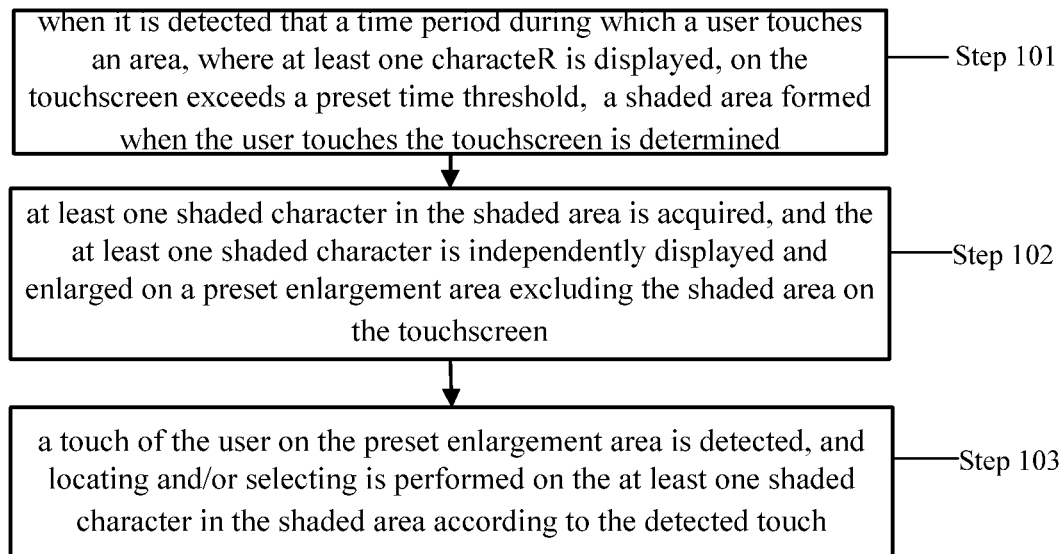 when it is detected that a time period during which a user touches
an area, where at least one characteR is displayed, on the
touchscreen exceeds a preset time threshold, a shaded area formed
when the user touches the touchscreen is determined
Step 101
at least one shaded character in the shaded area is acquired, and the
at least one shaded character is independently displayed and
enlarged on a preset enlargement area excluding the shaded area on
the touchscreen
Step 102
a touch of the user on the preset enlargement area is detected, and
locating and/or selecting is performed on the at least one shaded
character in the shaded area according to the detected touch
Step 103